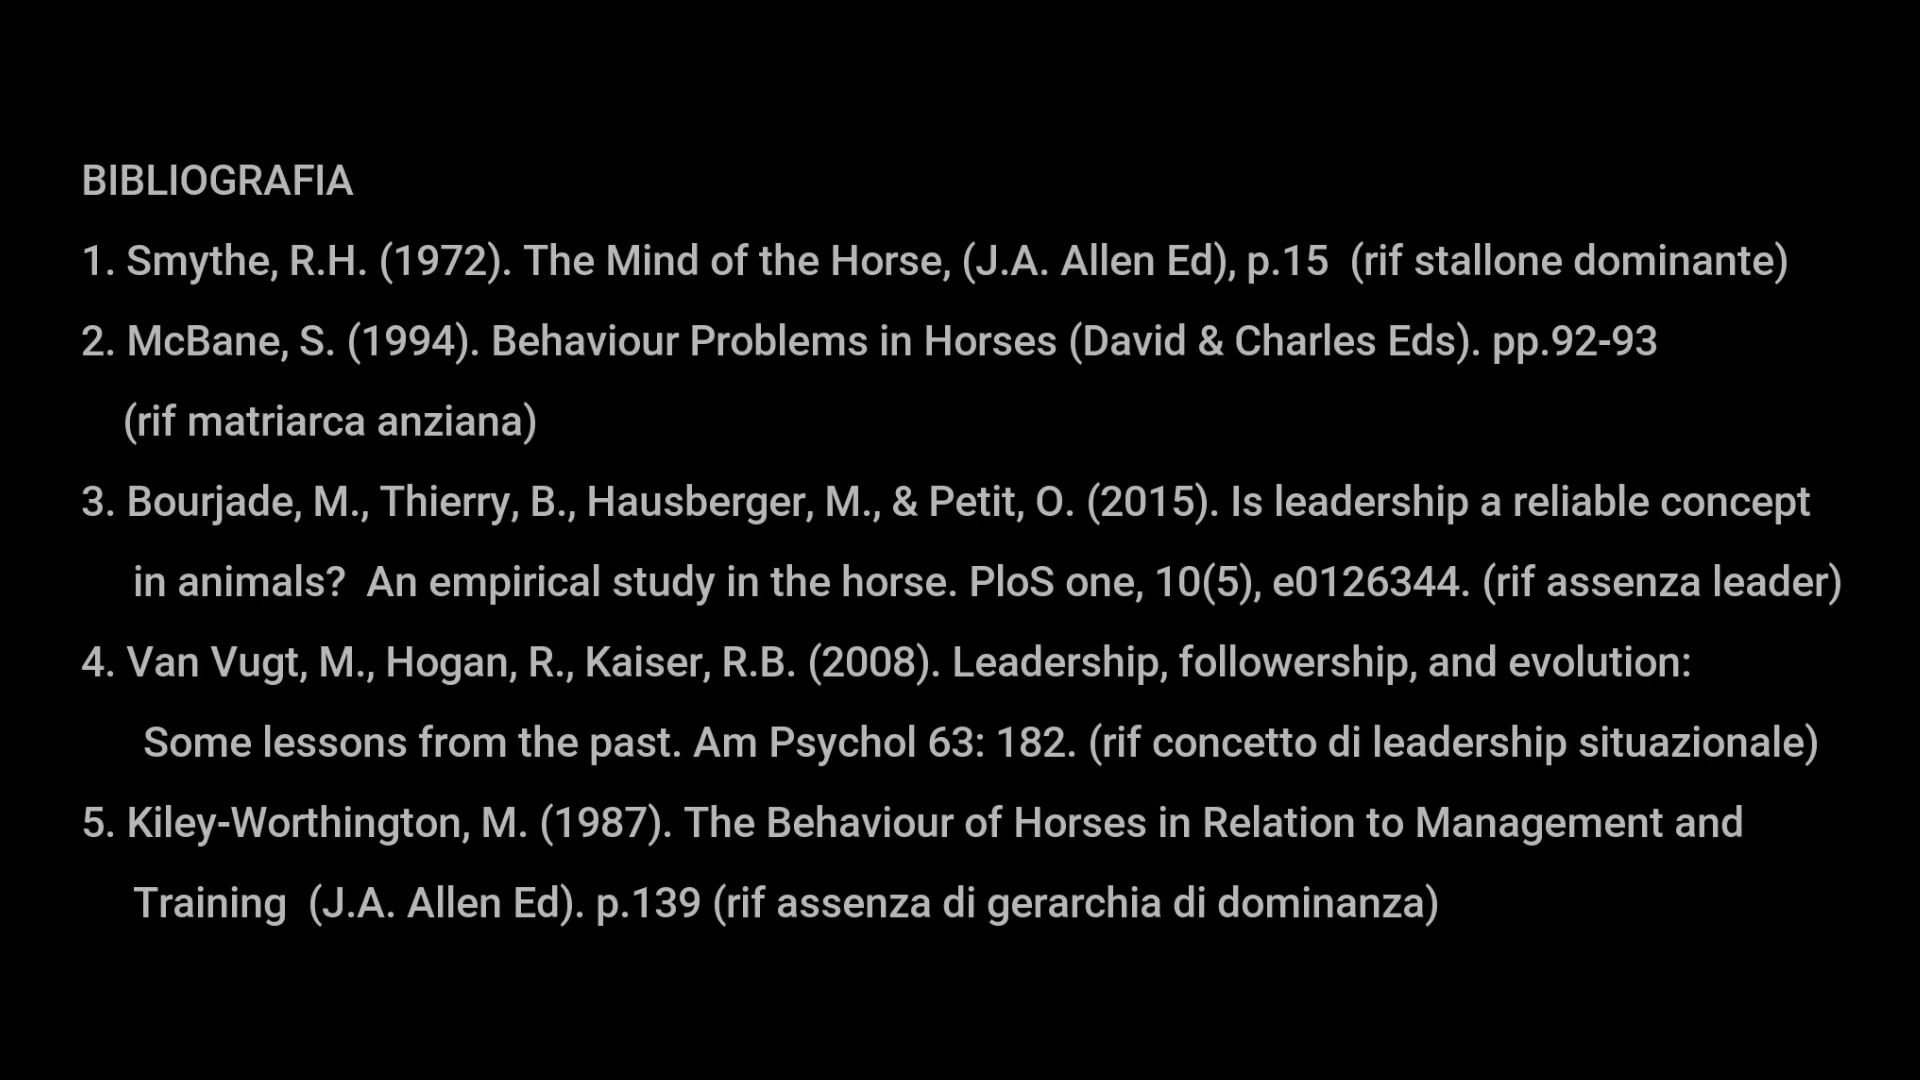 BIBLIOGRAFIA
1. Smythe, R.H. (1972). The Mind of the Horse, (J.A. Allen Ed), p.15 (rif stallone dominante)
2. McBane, S. (1994). Behaviour Problems in Horses (David & Charles Eds). pp.92-93
(rif matriarca anziana)
3. Bourjade, M., Thierry, B., Hausberger, M., & Petit, O. (2015). Is leadership a reliable concept
in animals? An empirical study in the horse. PloS one, 10(5), e0126344. (rif assenza leader)
4. Van Vugt, M., Hogan, R., Kaiser, R.B. (2008). Leadership, followership, and evolution:
Some lessons from the past. Am Psychol 63: 182. (rif concetto di leadership situazionale)
5. Kiley-Worthington, M. (1987). The Behaviour of Horses in Relation to Management and
Training (J.A. Allen Ed). p.139 (rif assenza di gerarchia di dominanza)